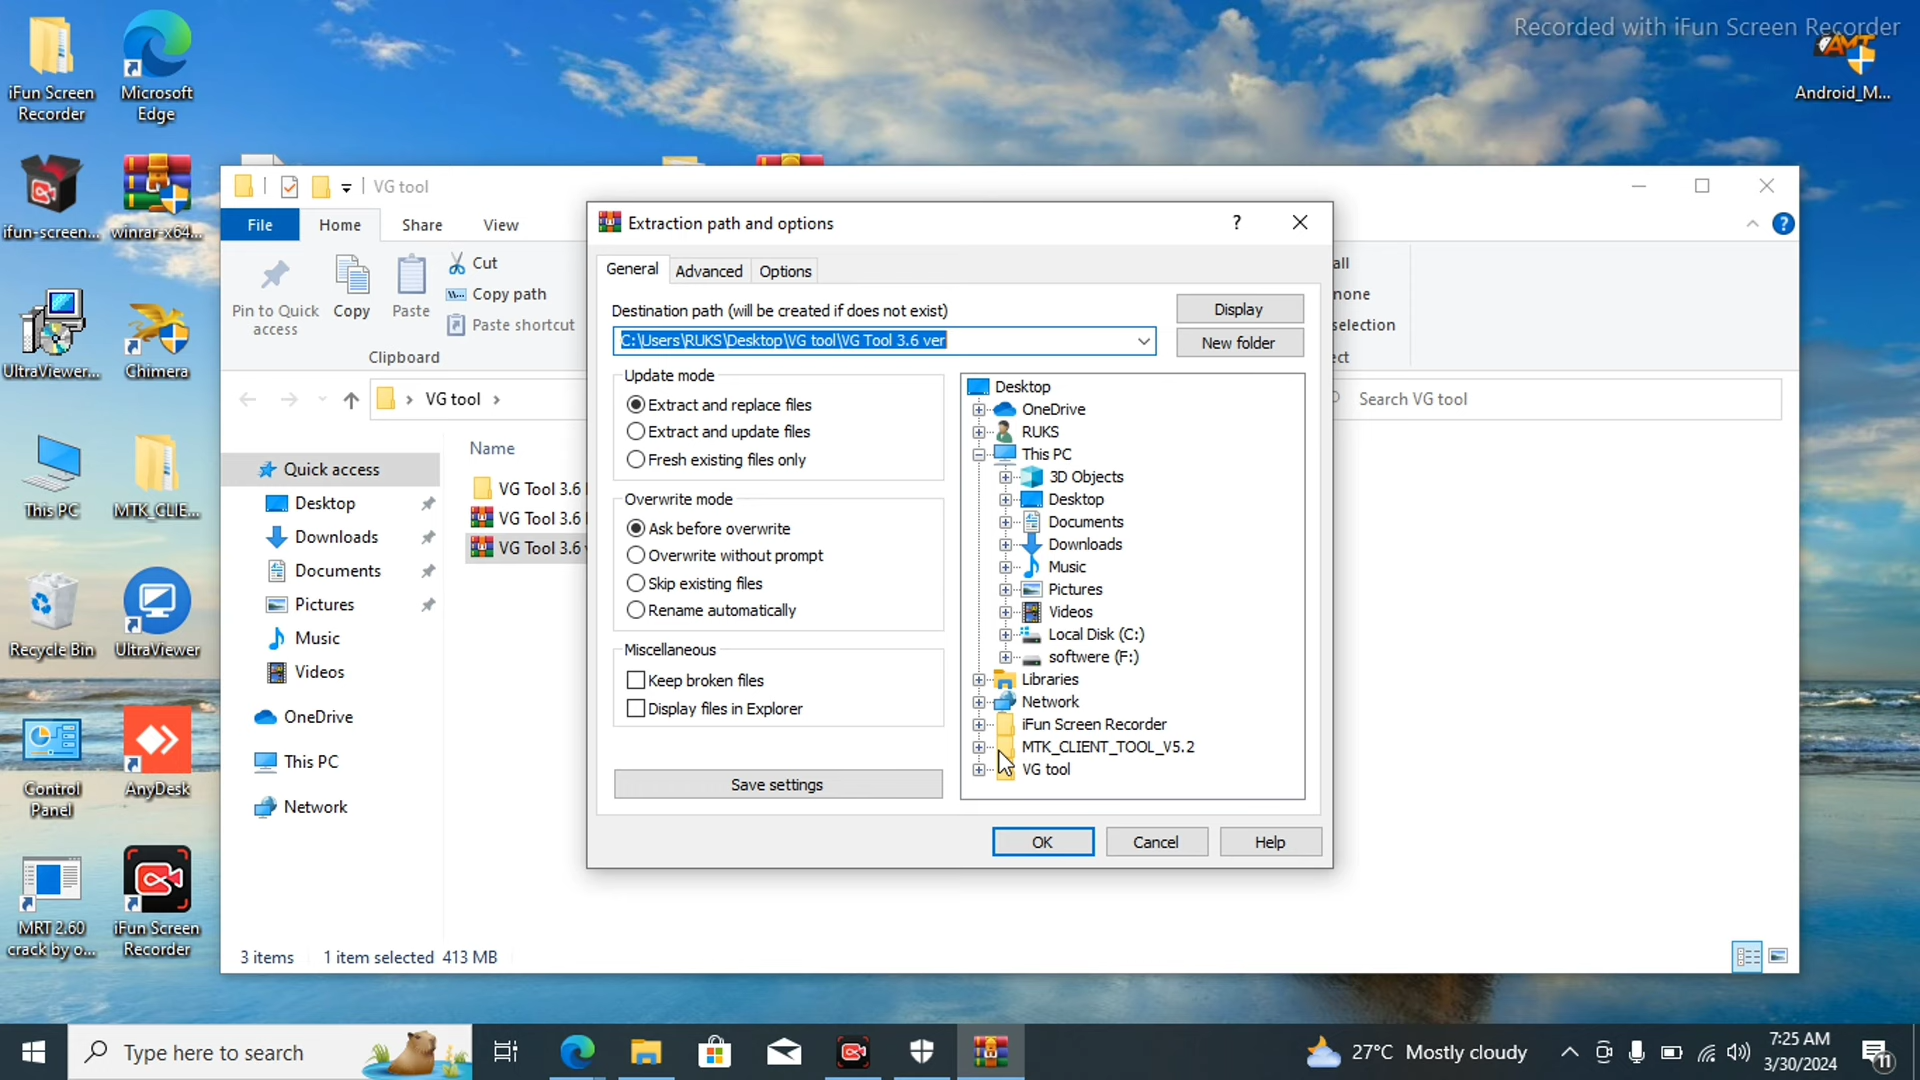 Recorded with iFun Screen Recorder
iFun Screen
Recorder
Microsoft
Edge
Android_M...
ifun-screen...
winrar-x64...
UltraViewer...
Chimera
This PC
MTK_CLIE...
Recycle Bin
UltraViewer
Control
Panel
AnyDesk
MRT 2.60
crack by o...
iFun Screen
Recorder
VG tool
File
Home
Share
View
Pin to Quick
access
Copy
Paste
Cut
Copy path
Paste shortcut
Clipboard
all
none
selection
ect
VG tool
Search VG tool
Quick access
Desktop
Downloads
Documents
Pictures
Music
Videos
OneDrive
This PC
Network
Name
VG Tool 3.6
VG Tool 3.6
VG Tool 3.6
3 items
1 item selected 413 MB
Extraction path and options
?
General
Advanced
Options
Destination path (will be created if does not exist)
C:\Users\RUKS\Desktop\VG tool\VG Tool 3.6 ver
Display
New folder
Update mode
Extract and replace files
Extract and update files
Fresh existing files only
Overwrite mode
Ask before overwrite
Overwrite without prompt
Skip existing files
Rename automatically
Miscellaneous
Keep broken files
Display files in Explorer
Save settings
Desktop
OneDrive
RUKS
This PC
3D Objects
Desktop
Documents
Downloads
Music
Pictures
Videos
Local Disk (C:)
softwere (F:)
Libraries
Network
iFun Screen Recorder
MTK_CLIENT_TOOL_V5.2
VG tool
OK
Cancel
Help
Type here to search
27°C Mostly cloudy
7:25 AM
3/30/2024
11